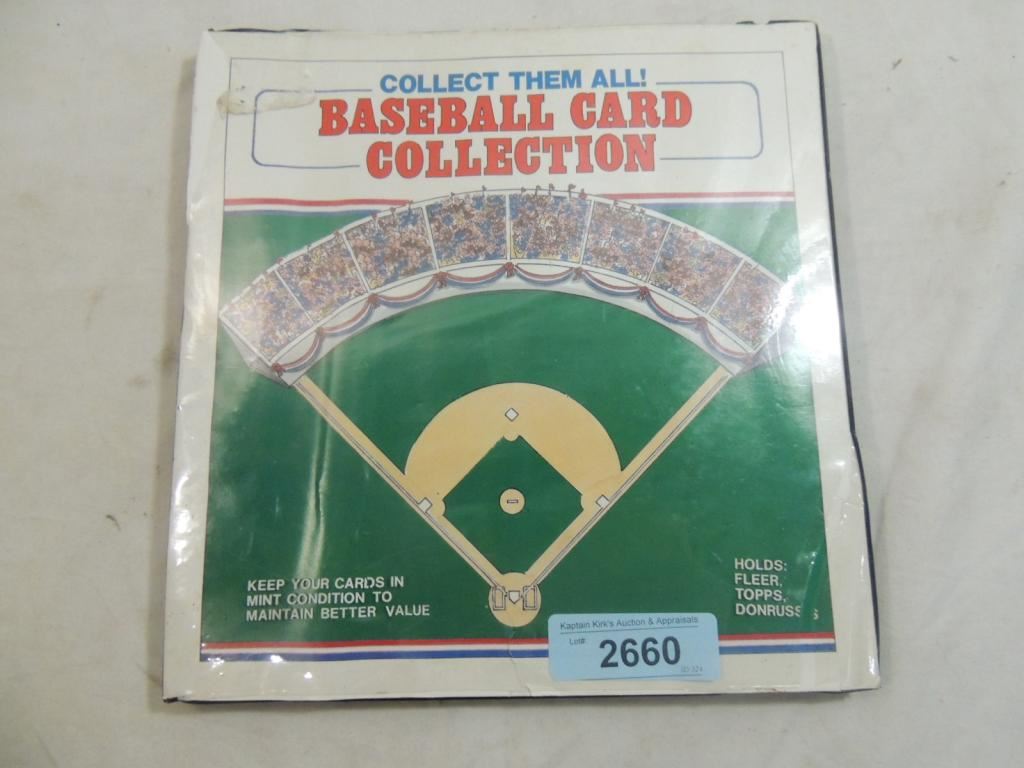 COLLECT THEM ALL!
BASEBALL CARD
COLLECTION
KEEP YOUR CARDS IN
MINT CONDITION TO
MAINTAIN BETTER VALUE
HOLDS:
FLEER,
TOPPS,
DONRUSS
Kaptain Kirk's Auction & Appraisals
Lot#
2660